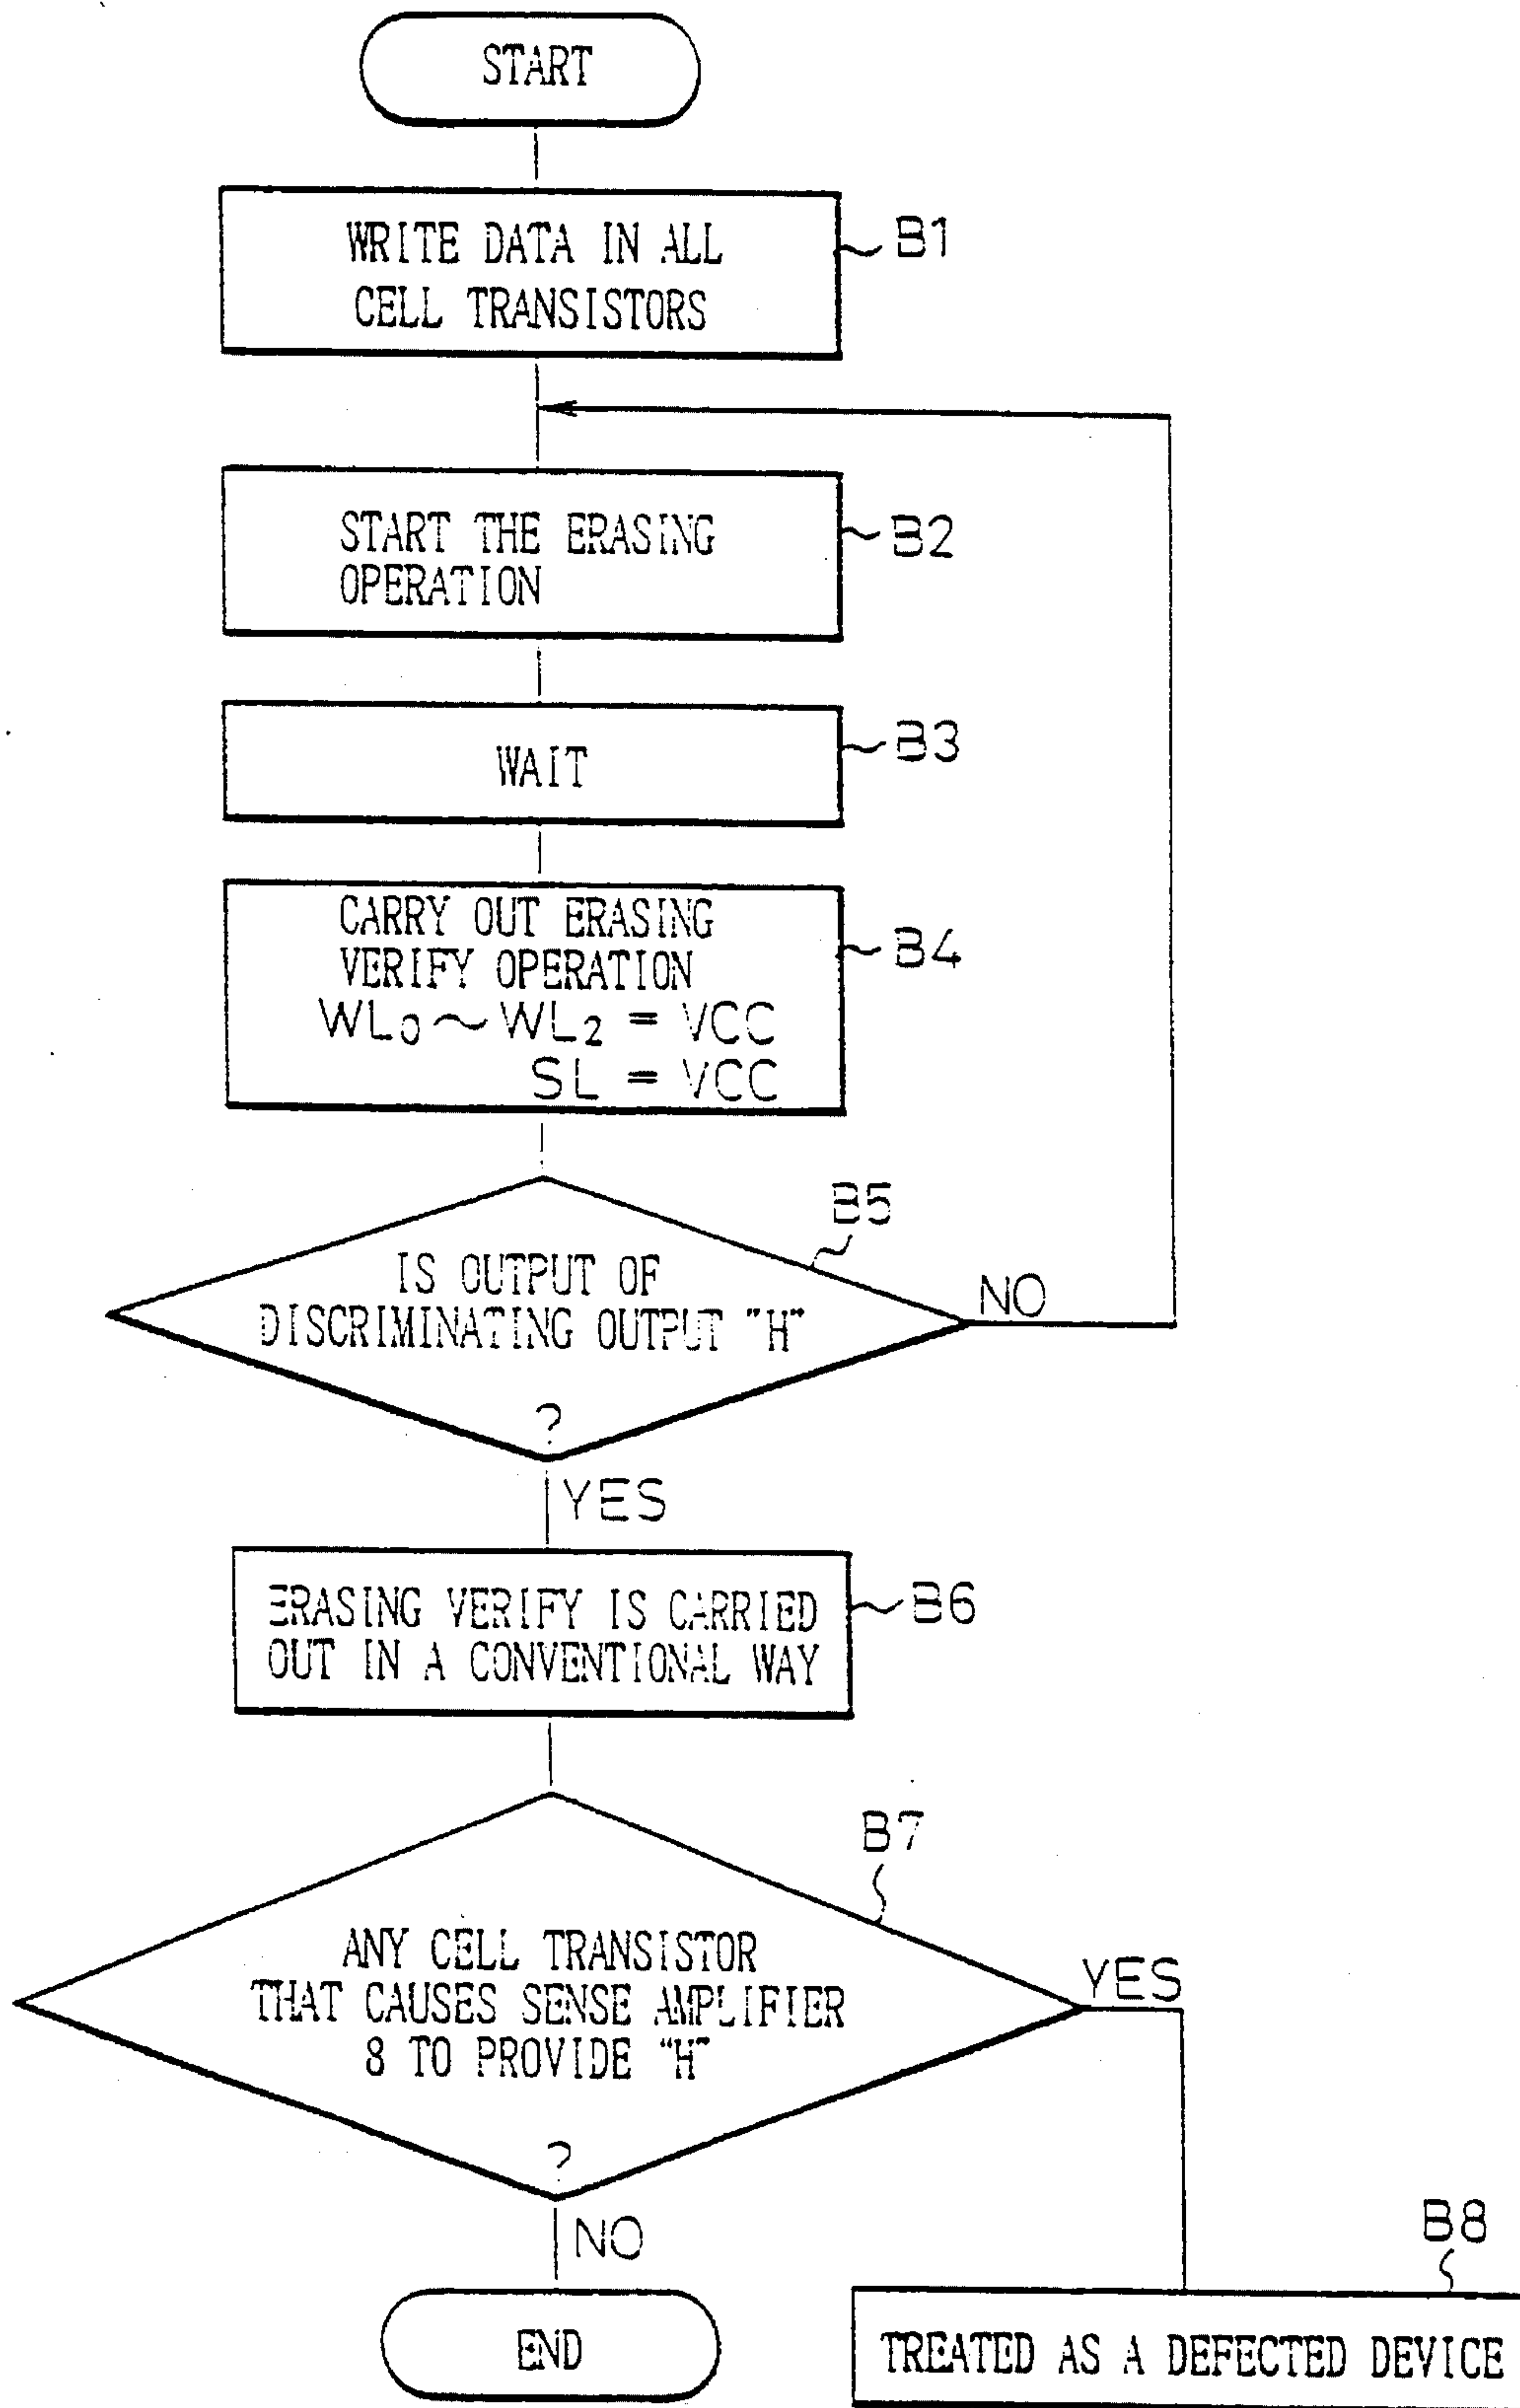 START
WRITE DATA IN ALL
CELL TRANSISTORS
B1
START THE ERASING
OPERATION
B2
WAIT
B3
CARRY OUT ERASING
VERIFY OPERATION
WL0～WL2 = VCC
SL = VCC
B4
B5
IS OUTPUT OF
DISCRIMINATING OUTPUT "H"
?
NO
YES
ERASING VERIFY IS CARRIED
OUT IN A CONVENTIONAL WAY
B6
B7
ANY CELL TRANSISTOR
THAT CAUSES SENSE AMPLIFIER
8 TO PROVIDE "H"
?
YES
NO
B8
END
TREATED AS A DEFECTED DEVICE